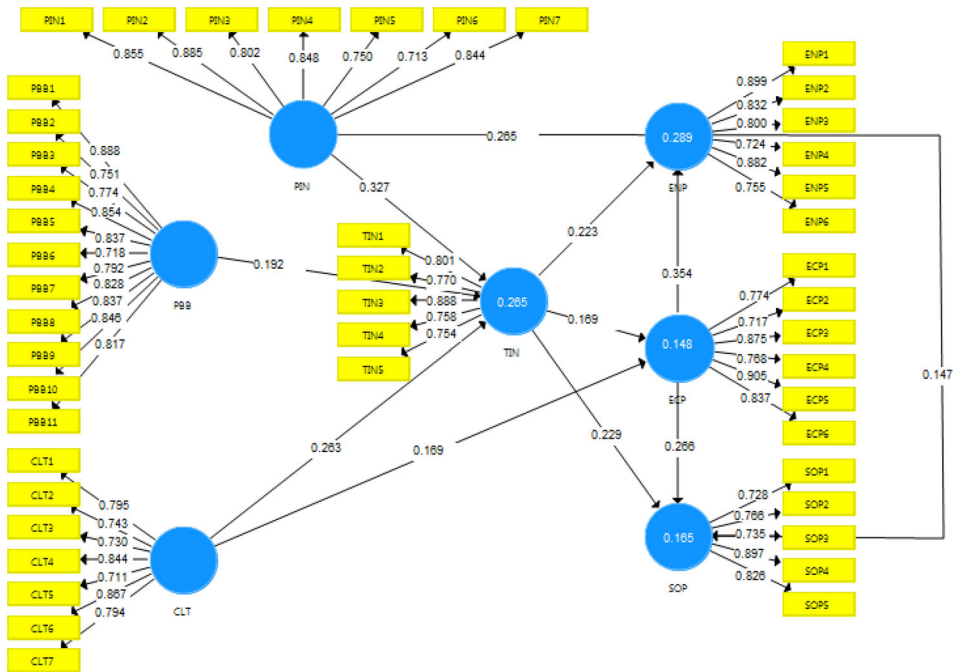 PIN1 PIN2 PIN3 PIN4 PIN5 PIN6 PIN7
0.855 0.885 0.802 0.848 0.750 0.713 0.844
PIN
PBB1
PBB2
PBB3
PBB4
PBB5
PBB6
PBB7
PBB8
PBB9
PBB10
PBB11
0.888
0.751
0.774
0.854
0.837
0.718
0.792
0.828
0.837
0.846
0.817
PBB
CLT1
CLT2
CLT3
CLT4
CLT5
CLT6
CLT7
0.795
0.743
0.730
0.844
0.711
0.867
0.794
CLT
0.265
0.327
0.192
0.263
0.169
TIN1
TIN2
TIN3
TIN4
TIN5
0.801
0.770
0.888
0.758
0.754
0.265
TIN
0.223
0.169
0.229
0.289
ENP
0.354
0.148
ECP
0.266
0.165
SOP
0.899
0.832
0.800
0.724
0.882
0.755
ENP1
ENP2
ENP3
ENP4
ENP5
ENP6
0.774
0.717
0.875
0.768
0.905
0.837
ECP1
ECP2
ECP3
ECP4
ECP5
ECP6
0.147
0.728
0.766
0.735
0.897
0.826
SOP1
SOP2
SOP3
SOP4
SOP5